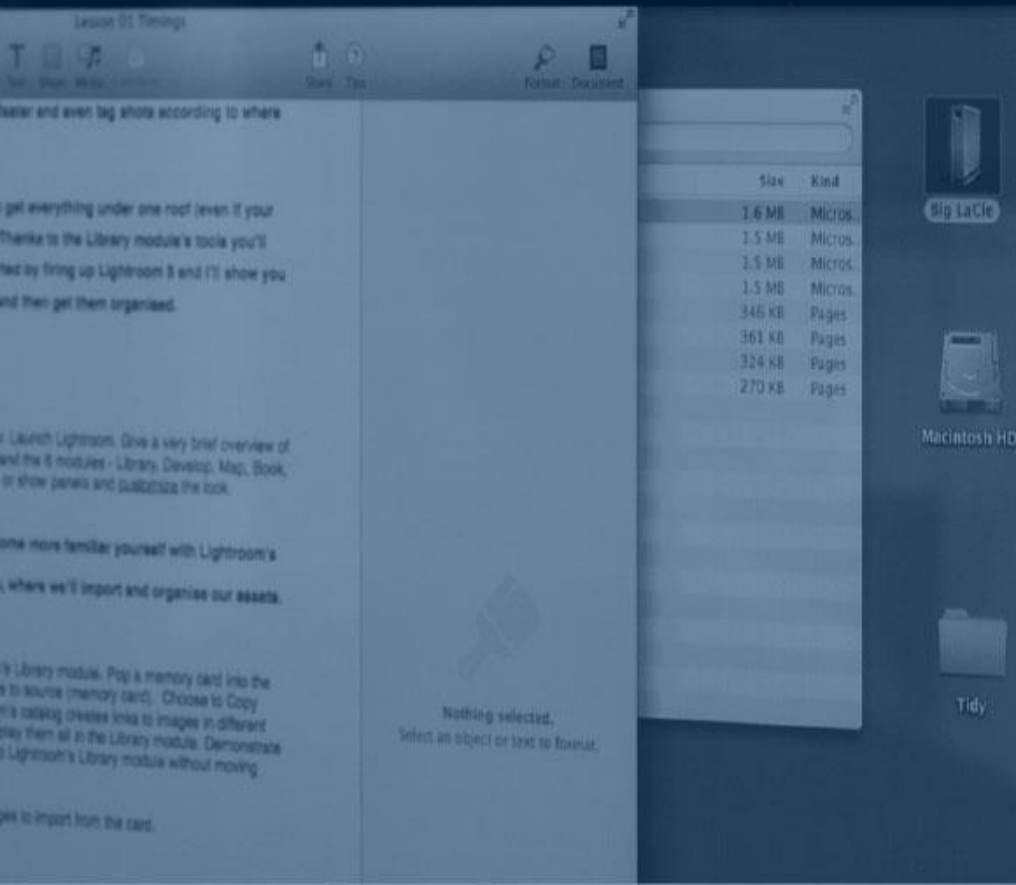 Lesson 01 Timings
Text Shape Media
Share Tips
Format Document
faster and even tag shots according to where
get everything under one roof (even if your
Thanks to the Library module's tools you'll
ted by firing up Lightroom 5 and I'll show you
and then get them organised.
Launch Lightroom. Give a very brief overview of
and the 6 modules - Library, Develop, Map, Book,
or show panels and customize the look.
ome more familiar yourself with Lightroom's
, where we'll import and organise our assets.
's Library module. Pop a memory card into the
to source (memory card). Choose to Copy
's catalog creates links to images in different
play them all in the Library module. Demonstrate
Lightroom's Library module without moving
ges to import from the card.
Nothing selected.
Select an object or text to format.
Size Kind
1.6 MB Micros..
1.5 MB Micros.
1.5 MB Micros.
1.5 MB Micros.
346 KB Pages
361 KB Pages
324 KB Pages
270 KB Pages
Big LaCie
Macintosh HD
Tidy